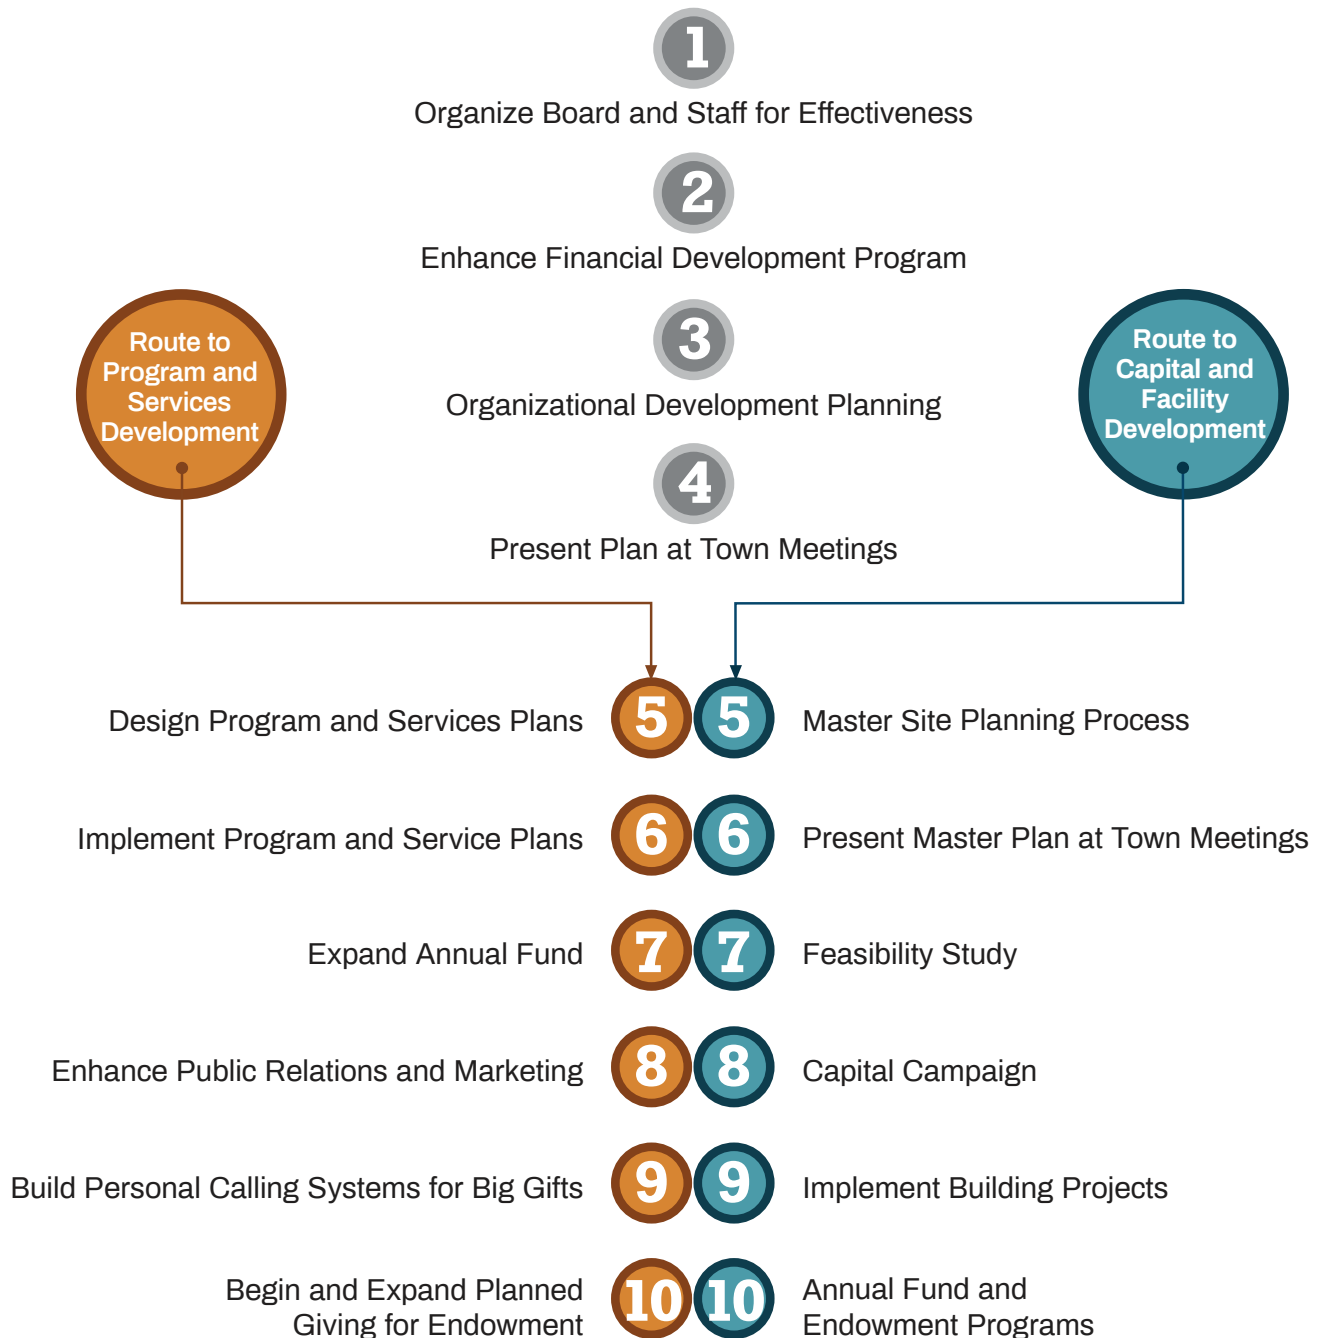 1
Organize Board and Staff for Effectiveness
2
Enhance Financial Development Program
Route to
Program and
Services
Development
3
Organizational Development Planning
Route to
Capital and
Facility
Development
4
Present Plan at Town Meetings
Design Program and Services Plans 5 5 Master Site Planning Process
Implement Program and Service Plans 6 6 Present Master Plan at Town Meetings
Expand Annual Fund 7 7 Feasibility Study
Enhance Public Relations and Marketing 8 8 Capital Campaign
Build Personal Calling Systems for Big Gifts 9 9 Implement Building Projects
Begin and Expand Planned
Giving for Endowment
10 10
Annual Fund and
Endowment Programs